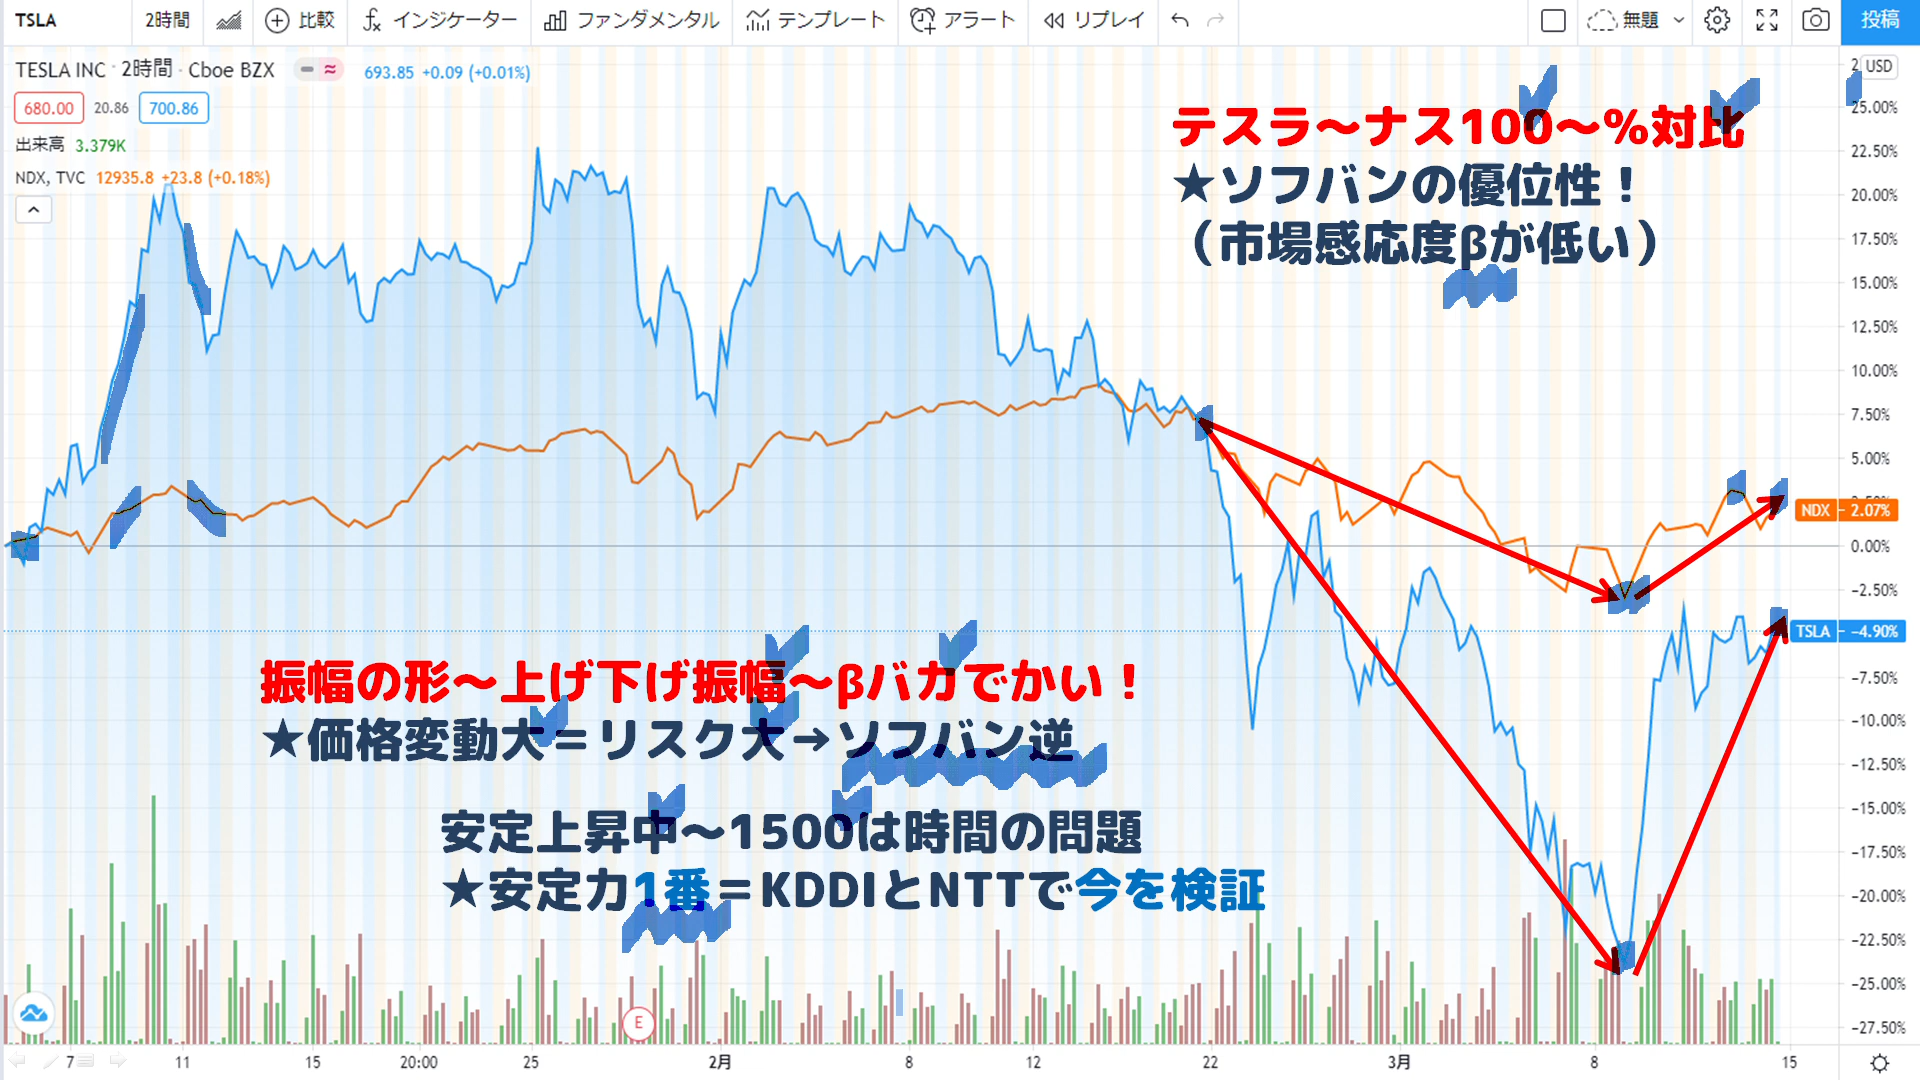 TSLA 2時間 比較 インジケーター ファンダメンタル テンプレート アラート リプレイ 無題 投稿
TESLA INC · 2時間 · Cboe BZX 693.85 +0.09 (+0.01%)
680.00 20.86 700.86
出来高 3.379K
NDX, TVC 12935.8 +23.8 (+0.18%)
USD
テスラ～ナス100～%対比
★ソフバンの優位性！
（市場感応度βが低い）
振幅の形～上げ下げ振幅～βバカでかい！
★価格変動大＝リスク大→ソフバン逆
安定上昇中～1500は時間の問題
★安定力1番＝KDDIとNTTで今を検証
25.00%
22.50%
20.00%
17.50%
15.00%
12.50%
10.00%
7.50%
5.00%
NDX 2.07%
0.00%
-2.50%
TSLA -4.90%
-7.50%
-10.00%
-12.50%
-15.00%
-17.50%
-20.00%
-22.50%
-25.00%
-27.50%
E
7 11 15 20:00 25 2月 8 12 22 3月 8 15